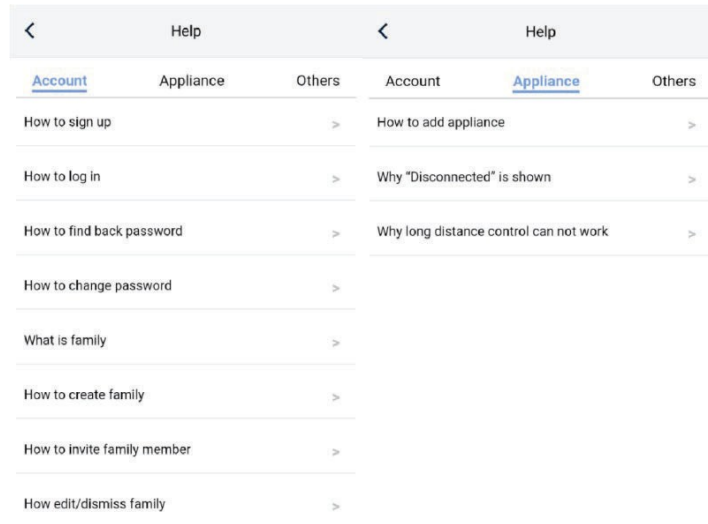 Help
Account Appliance Others
How to sign up >
How to log in >
How to find back password >
How to change password >
What is family >
How to create family >
How to invite family member >
How edit/dismiss family >
Help
Account Appliance Others
How to add appliance >
Why “Disconnected” is shown >
Why long distance control can not work >